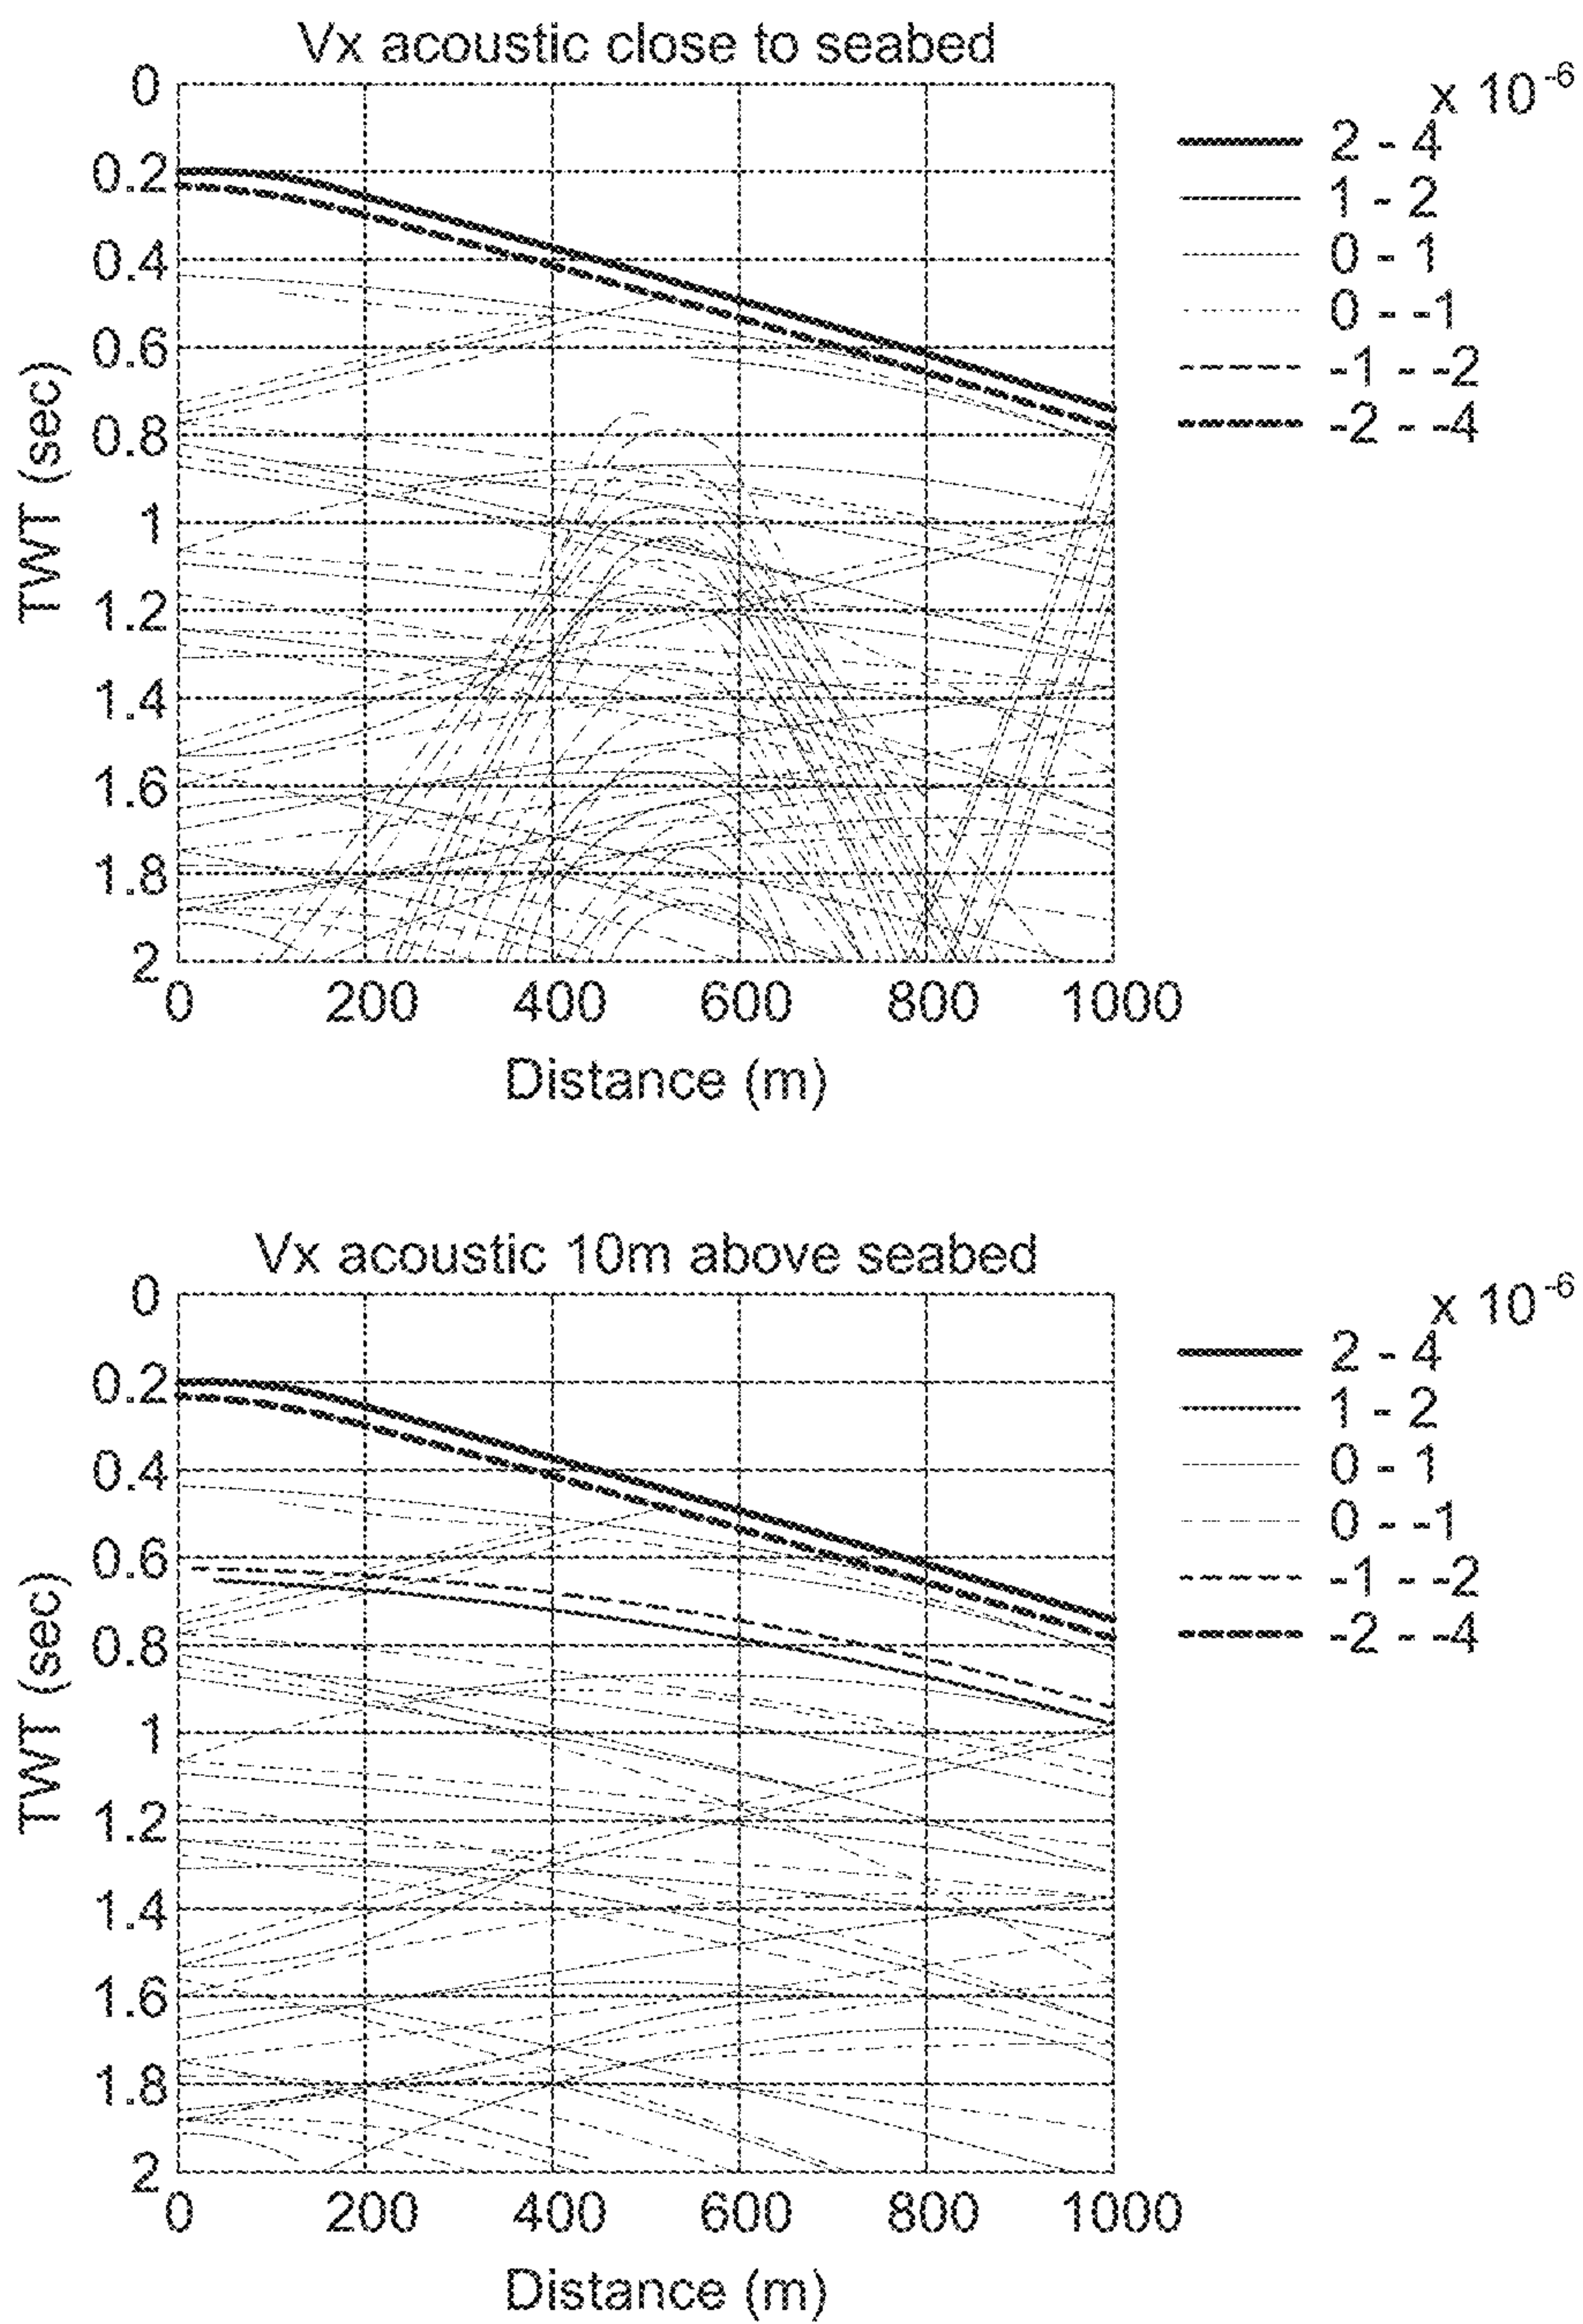 Vx acoustic close to seabed
x 10-6
2 - 4
1 - 2
0 - 1
0 - -1
-1 - -2
-2 - -4
TWT (sec)
0
0.2
0.4
0.6
0.8
1
1.2
1.4
1.6
1.8
2
0 200 400 600 800 1000
Distance (m)
Vx acoustic 10m above seabed
x 10-6
2 - 4
1 - 2
0 - 1
0 - -1
-1 - -2
-2 - -4
TWT (sec)
0
0.2
0.4
0.6
0.8
1
1.2
1.4
1.6
1.8
2
0 200 400 600 800 1000
Distance (m)